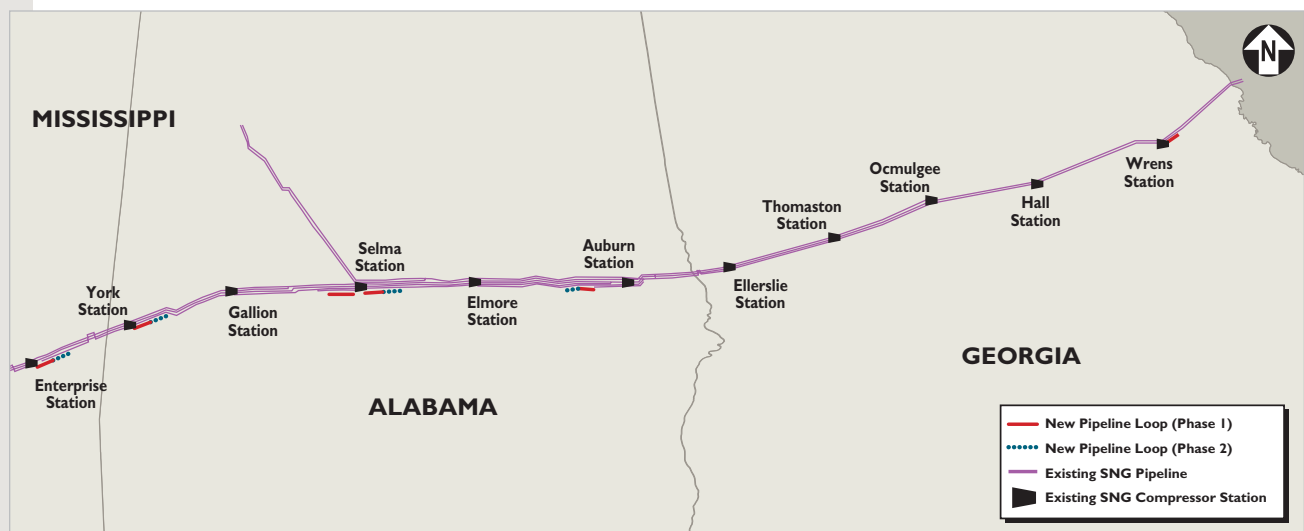 N
MISSISSIPPI
Wrens
Station
Ocmulgee
Station
Hall
Station
Thomaston
Station
Selma
Station
Auburn
Station
Ellerslie
Station
York
Station
Gallion
Station
Elmore
Station
Enterprise
Station
GEORGIA
ALABAMA
New Pipeline Loop (Phase 1)
New Pipeline Loop (Phase 2)
Existing SNG Pipeline
Existing SNG Compressor Station